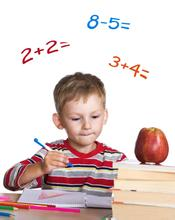 8-5=
2+2=
3+4=